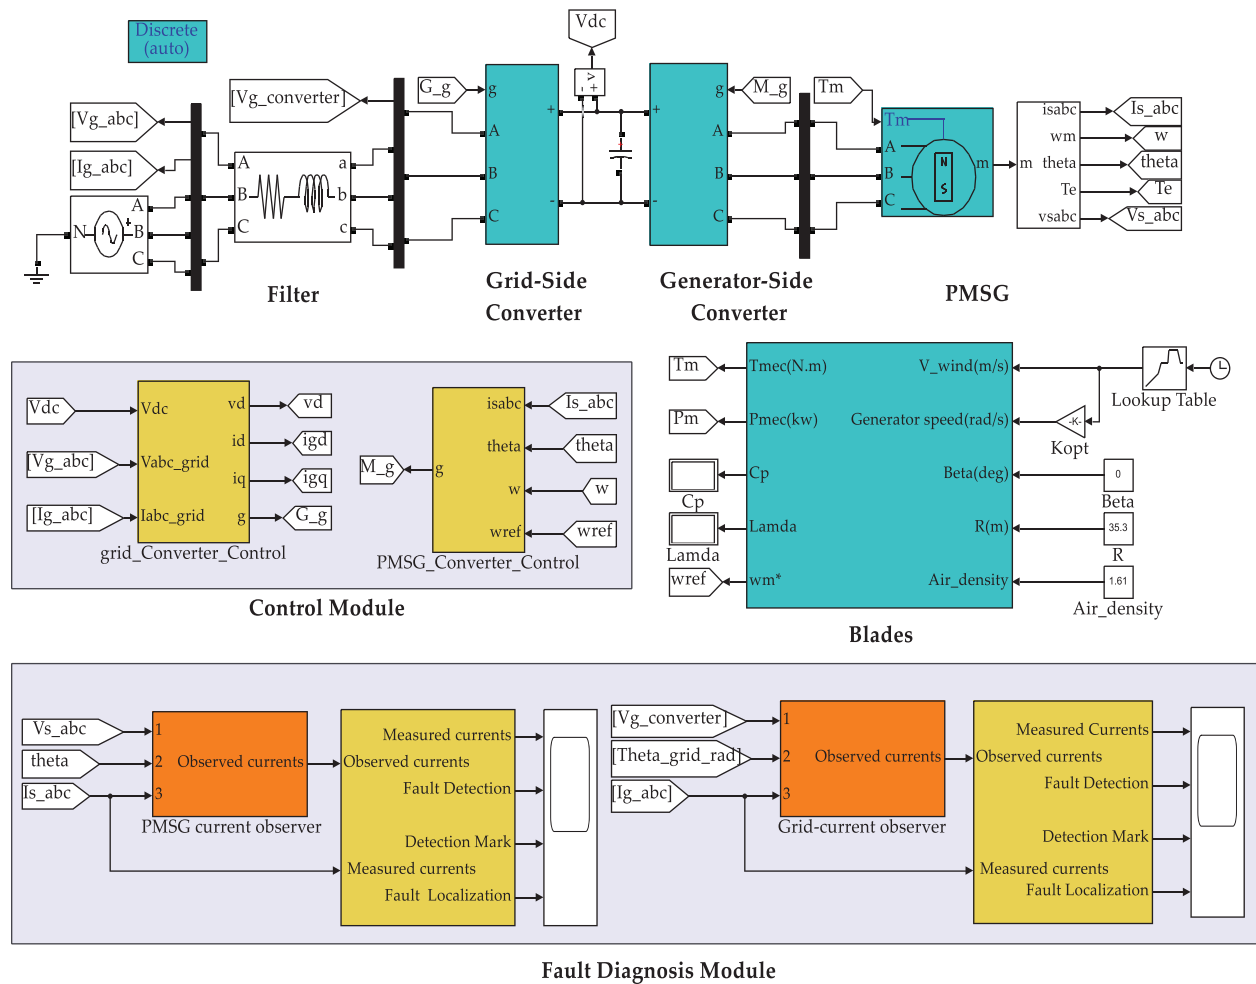 Discrete
(auto)
Vdc
[Vg_abc]
[Ig_abc]
[Vg_converter]
N
A
B
C
+
A
B
C
a
b
c
Filter
G_g
g
A
B
C
+
-
Grid-Side
Converter
- v
+
+
-
g
A
B
C
M_g
Generator-Side
Converter
Tm
Tm
A
B
C
N
S
m
PMSG
m
isabc
wm
theta
Te
vsabc
Is_abc
w
theta
Te
Vs_abc
Vdc
[Vg_abc]
[Ig_abc]
Vdc
Vabc_grid
Iabc_grid
vd
id
iq
g
vd
igd
igq
G_g
grid_Converter_Control
M_g
g
isabc
theta
w
wref
Is_abc
theta
w
wref
PMSG_Converter_Control
Control Module
Tm
Pm
Cp
Lamda
wref
Tmec(N.m)
Pmec(kw)
Cp
Lamda
wm*
V_wind(m/s)
Generator speed(rad/s)
Beta(deg)
R(m)
Air_density
Lookup Table
-K-
Kopt
0
Beta
35.3
R
1.61
Air_density
Blades
Vs_abc
theta
Is_abc
1
2
3
Observed currents
PMSG current observer
Measured currents
Observed currents
Fault Detection
Detection Mark
Measured currents
Fault Localization
[Vg_converter]
[Theta_grid_rad]
[Ig_abc]
1
2
3
Observed currents
Grid-current observer
Measured Currents
Observed currents
Fault Detection
Detection Mark
Measured currents
Fault Localization
Fault Diagnosis Module